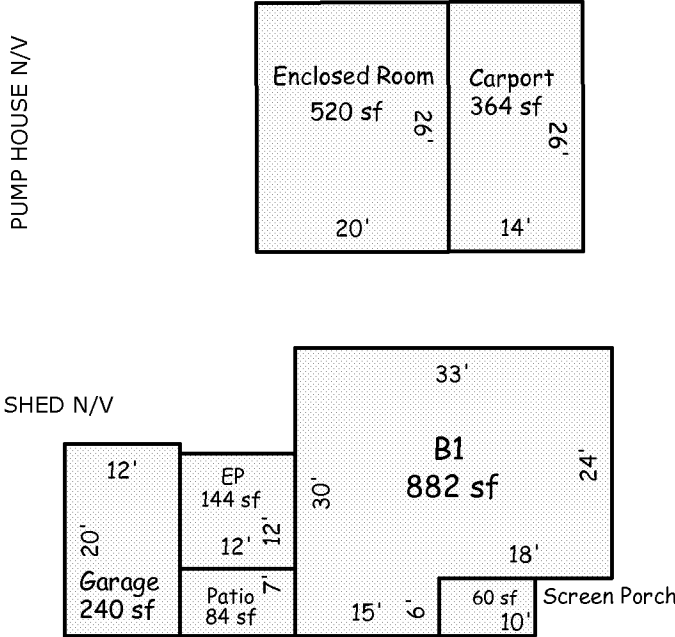 PUMP HOUSE N/V
Enclosed Room
520 sf
26'
20'
Carport
364 sf
26'
14'
SHED N/V
33'
B1
882 sf
24'
30'
18'
15'
6'
12'
20'
Garage
240 sf
EP
144 sf
12'
12'
Patio
84 sf
7'
60 sf
10'
Screen Porch